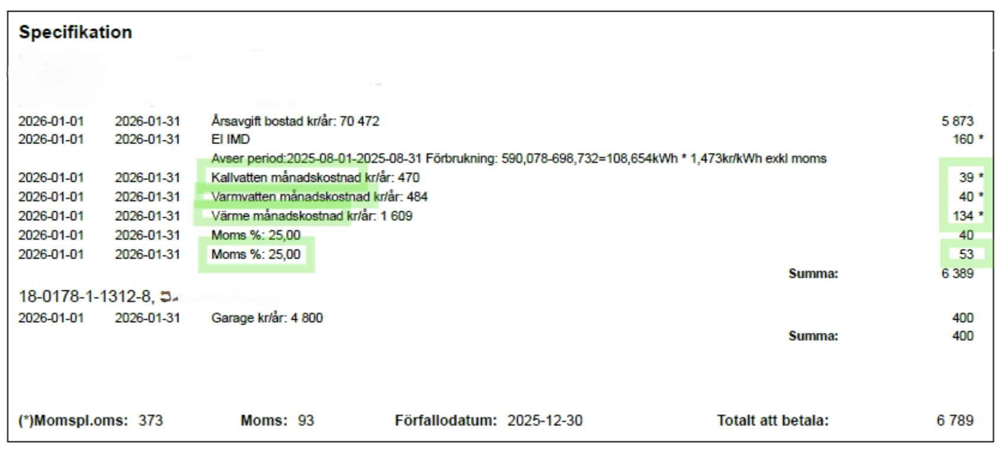 Specifikation
2026-01-01 2026-01-31 Årsavgift bostad kr/år: 70 472 5 873
2026-01-01 2026-01-31 El IMD 160 *
Avser period:2025-08-01-2025-08-31 Förbrukning: 590,078-698,732=108,654kWh * 1,473kr/kWh exkl moms
2026-01-01 2026-01-31 Kallvatten månadskostnad kr/år: 470 39 *
2026-01-01 2026-01-31 Varmvatten månadskostnad kr/år: 484 40 *
2026-01-01 2026-01-31 Värme månadskostnad kr/år: 1 609 134 *
2026-01-01 2026-01-31 Moms %: 25,00 40
2026-01-01 2026-01-31 Moms %: 25,00 53
Summa: 6 389
18-0178-1-1312-8,
2026-01-01 2026-01-31 Garage kr/år: 4 800 400
Summa: 400
(*)Momspl.oms: 373 Moms: 93 Förfallodatum: 2025-12-30 Totalt att betala: 6 789